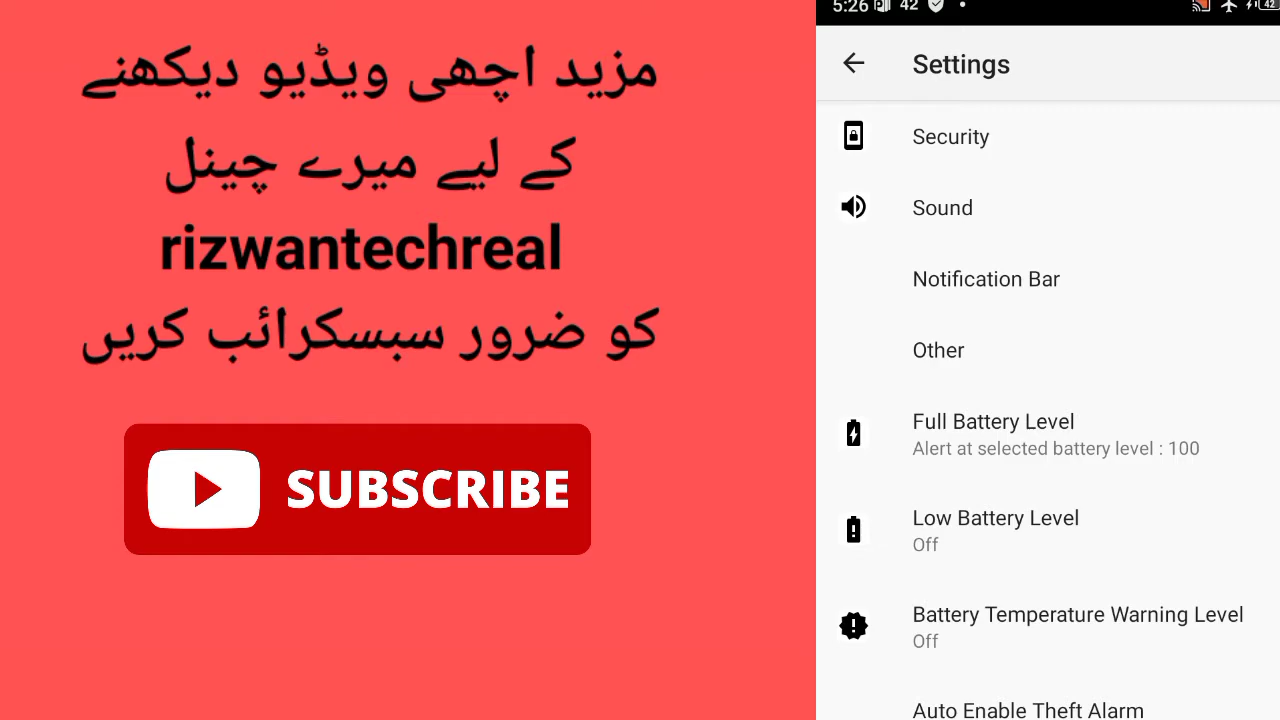 مزید اچھی ویڈیو دیکھنے
کے لیے میرے چینل
rizwantechreal
کو ضرور سبسکرائب کریں
SUBSCRIBE
5:26 42 42
Settings
Security
Sound
Notification Bar
Other
Full Battery Level
Alert at selected battery level : 100
Low Battery Level
Off
Battery Temperature Warning Level
Off
Auto Enable Theft Alarm